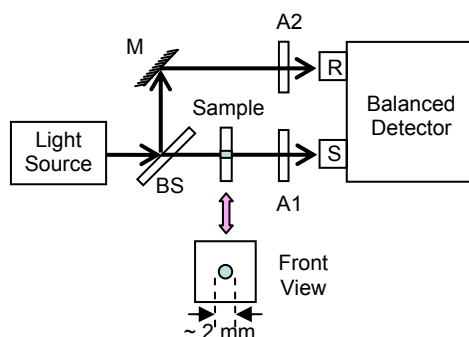 A2
M
R
Sample
Balanced
Detector
Light
Source
S
BS
A1
Front
View
~ 2 mm